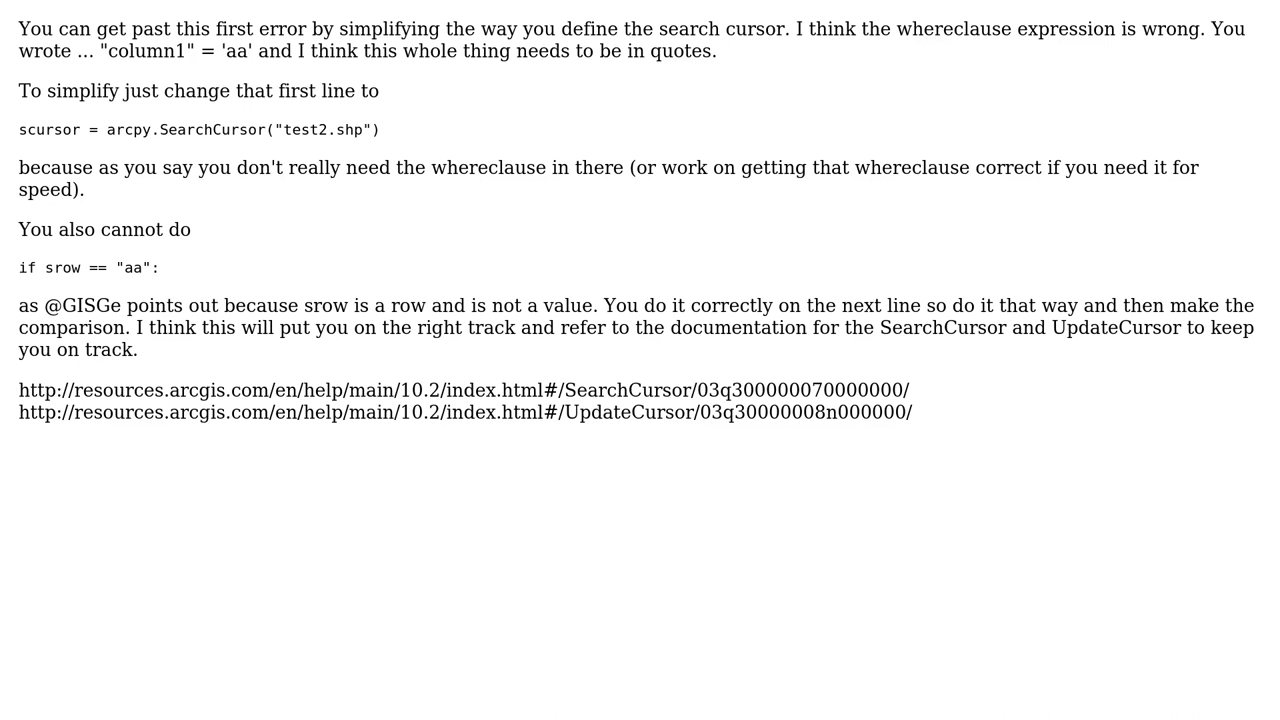 You can get past this first error by simplifying the way you define the search cursor. I think the whereclause expression is wrong. You
wrote ... "column1" = 'aa' and I think this whole thing needs to be in quotes.
To simplify just change that first line to
scursor = arcpy.SearchCursor("test2.shp")
because as you say you don't really need the whereclause in there (or work on getting that whereclause correct if you need it for
speed).
You also cannot do
if srow == "aa":
as @GISGe points out because srow is a row and is not a value. You do it correctly on the next line so do it that way and then make the
comparison. I think this will put you on the right track and refer to the documentation for the SearchCursor and UpdateCursor to keep
you on track.
http://resources.arcgis.com/en/help/main/10.2/index.html#/SearchCursor/03q300000070000000/
http://resources.arcgis.com/en/help/main/10.2/index.html#/UpdateCursor/03q30000008n000000/